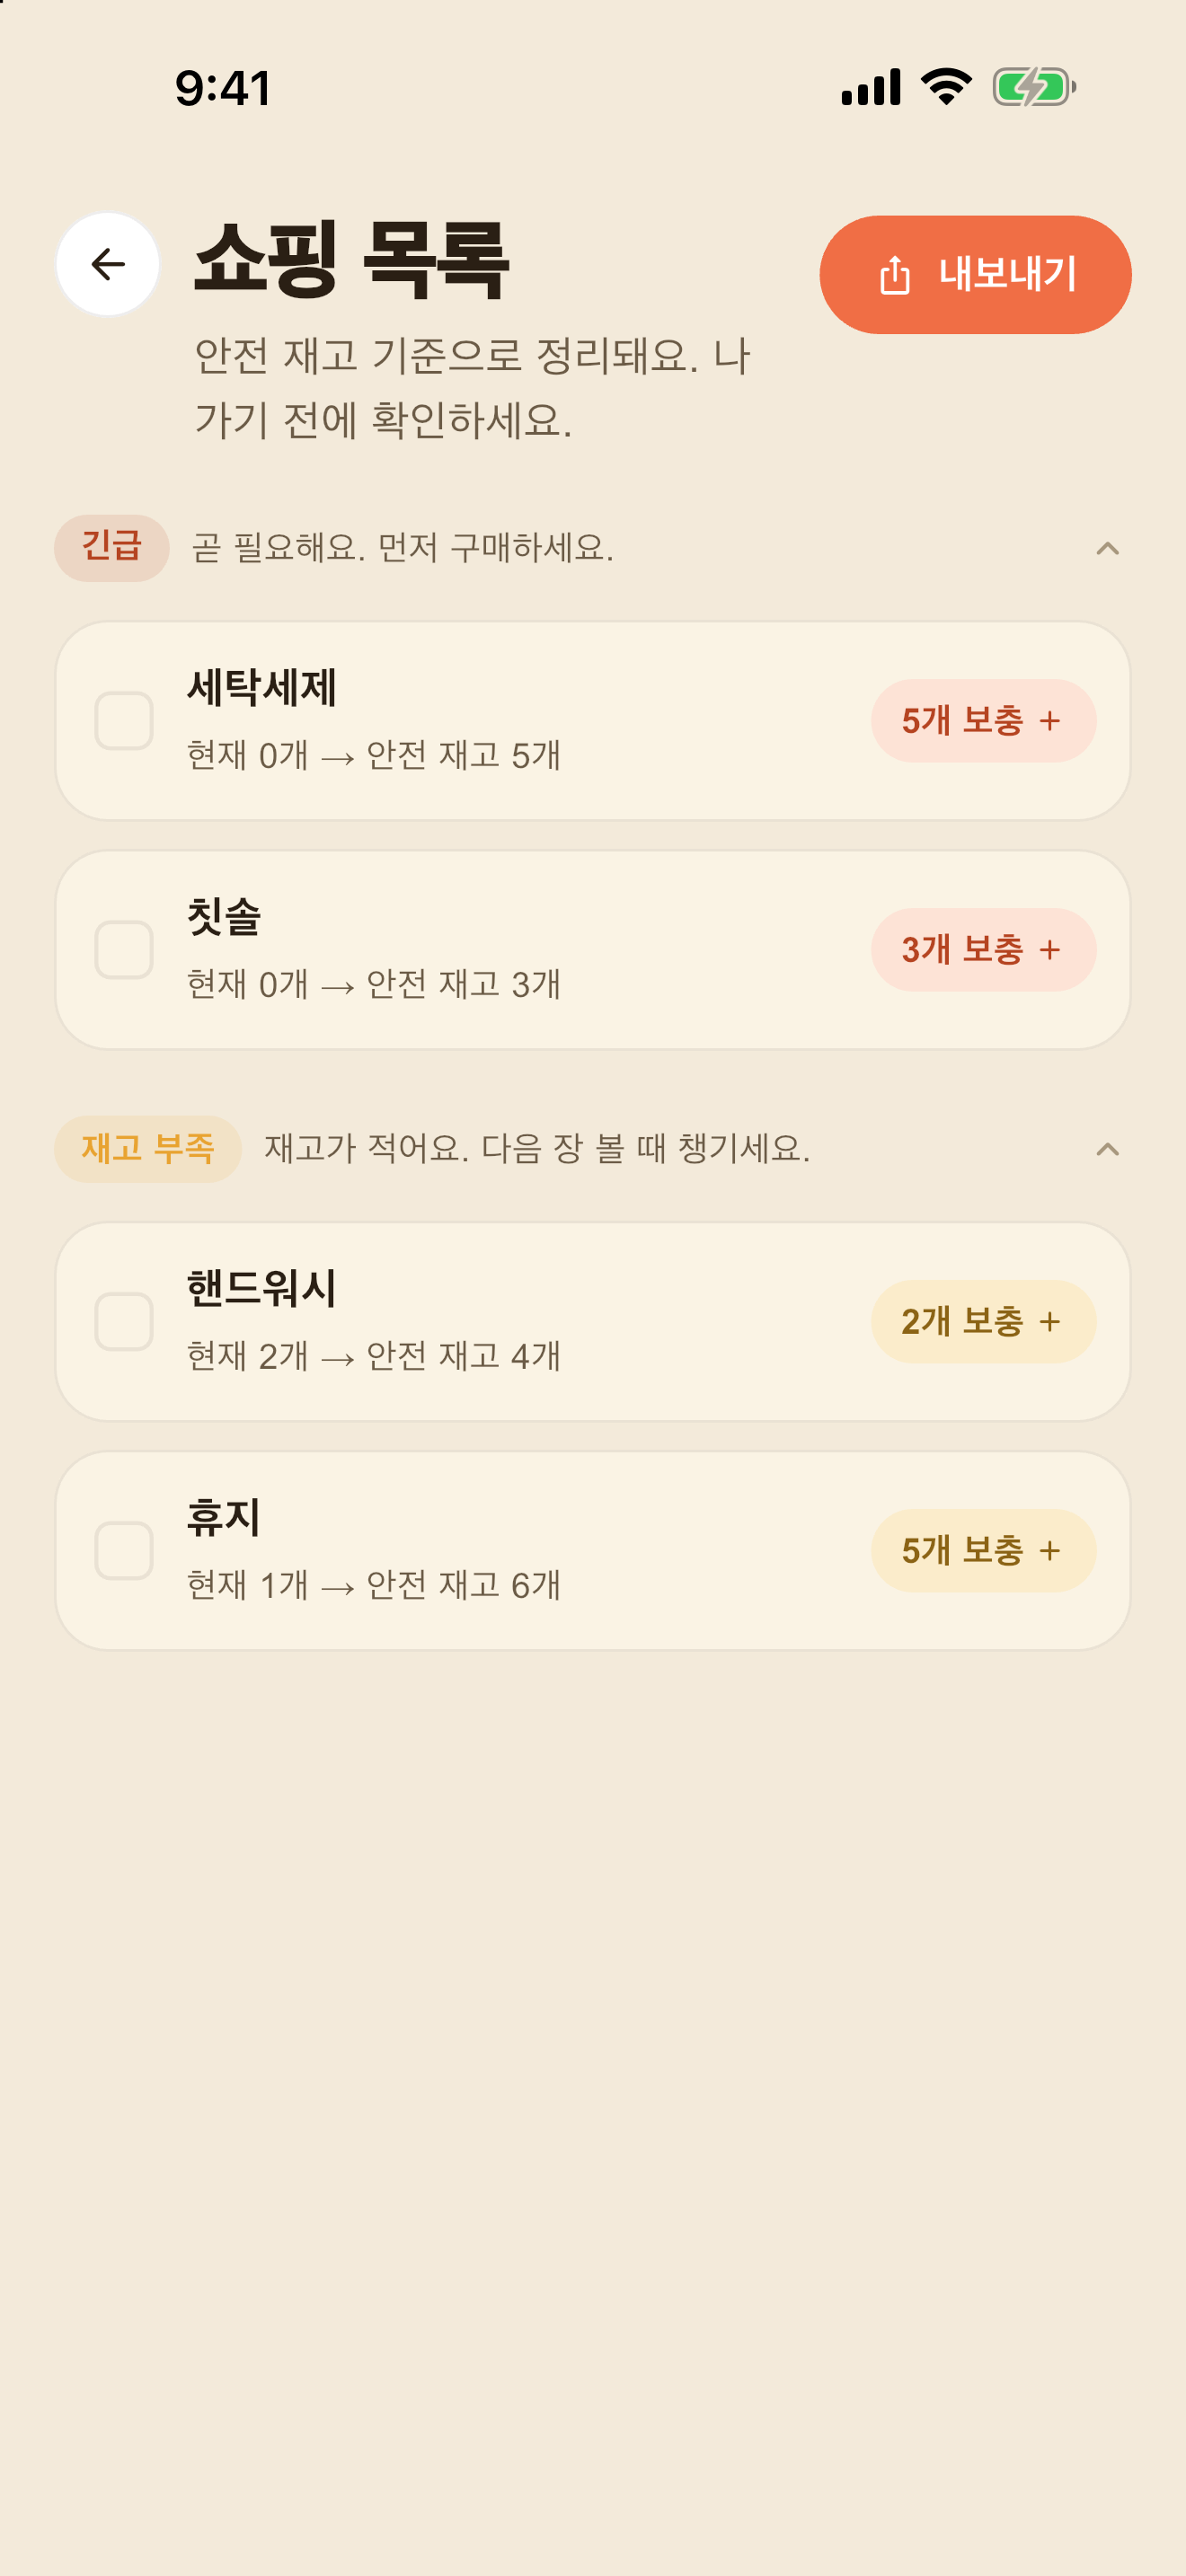 9:41
쇼핑 목록
내보내기
안전 재고 기준으로 정리돼요. 나
가기 전에 확인하세요.
긴급 곧 필요해요. 먼저 구매하세요.
세탁세제
현재 0개 → 안전 재고 5개
5개 보충 +
칫솔
현재 0개 → 안전 재고 3개
3개 보충 +
재고 부족 재고가 적어요. 다음 장 볼 때 챙기세요.
핸드워시
현재 2개 → 안전 재고 4개
2개 보충 +
휴지
현재 1개 → 안전 재고 6개
5개 보충 +